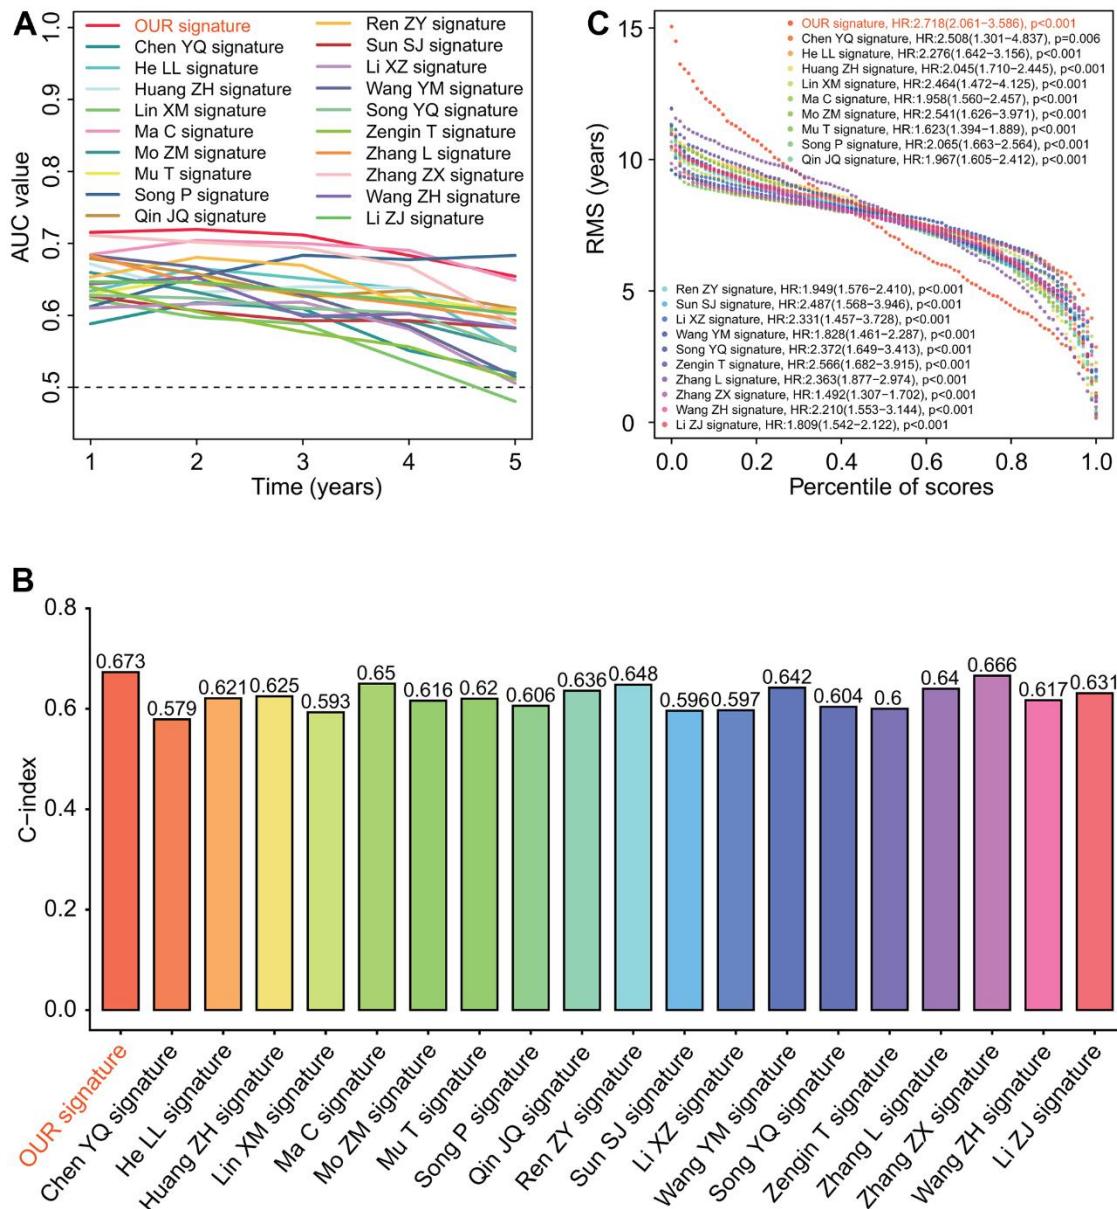 A
AUC value
1.0
0.9
0.8
0.7
0.6
0.5
OUR signature
Chen YQ signature
He LL signature
Huang ZH signature
Lin XM signature
Ma C signature
Mo ZM signature
Mu T signature
Song P signature
Qin JQ signature
Ren ZY signature
Sun SJ signature
Li XZ signature
Wang YM signature
Song YQ signature
Zengin T signature
Zhang L signature
Zhang ZX signature
Wang ZH signature
Li ZJ signature
1 2 3 4 5
Time (years)
C
RMS (years)
15
10
5
0
OUR signature, HR:2.718(2.061−3.586), p<0.001
Chen YQ signature, HR:2.508(1.301−4.837), p=0.006
He LL signature, HR:2.276(1.642−3.156), p<0.001
Huang ZH signature, HR:2.045(1.710−2.445), p<0.001
Lin XM signature, HR:2.464(1.472−4.125), p<0.001
Ma C signature, HR:1.958(1.560−2.457), p<0.001
Mo ZM signature, HR:2.541(1.626−3.971), p<0.001
Mu T signature, HR:1.623(1.394−1.889), p<0.001
Song P signature, HR:2.065(1.663−2.564), p<0.001
Qin JQ signature, HR:1.967(1.605−2.412), p<0.001
Ren ZY signature, HR:1.949(1.576−2.410), p<0.001
Sun SJ signature, HR:2.487(1.568−3.946), p<0.001
Li XZ signature, HR:2.331(1.457−3.728), p<0.001
Wang YM signature, HR:1.828(1.461−2.287), p<0.001
Song YQ signature, HR:2.372(1.649−3.413), p<0.001
Zengin T signature, HR:2.566(1.682−3.915), p<0.001
Zhang L signature, HR:2.363(1.877−2.974), p<0.001
Zhang ZX signature, HR:1.492(1.307−1.702), p<0.001
Wang ZH signature, HR:2.210(1.553−3.144), p<0.001
Li ZJ signature, HR:1.809(1.542−2.122), p<0.001
0.0 0.2 0.4 0.6 0.8 1.0
Percentile of scores
B
C-index
0.8
0.6
0.4
0.2
0.0
0.673
0.579
0.621
0.625
0.593
0.65
0.616
0.62
0.606
0.636
0.648
0.596
0.597
0.642
0.604
0.6
0.64
0.666
0.617
0.631
OUR signature
Chen YQ signature
He LL signature
Huang ZH signature
Lin XM signature
Ma C signature
Mo ZM signature
Mu T signature
Song P signature
Qin JQ signature
Ren ZY signature
Sun SJ signature
Li XZ signature
Wang YM signature
Song YQ signature
Zengin T signature
Zhang L signature
Zhang ZX signature
Wang ZH signature
Li ZJ signature